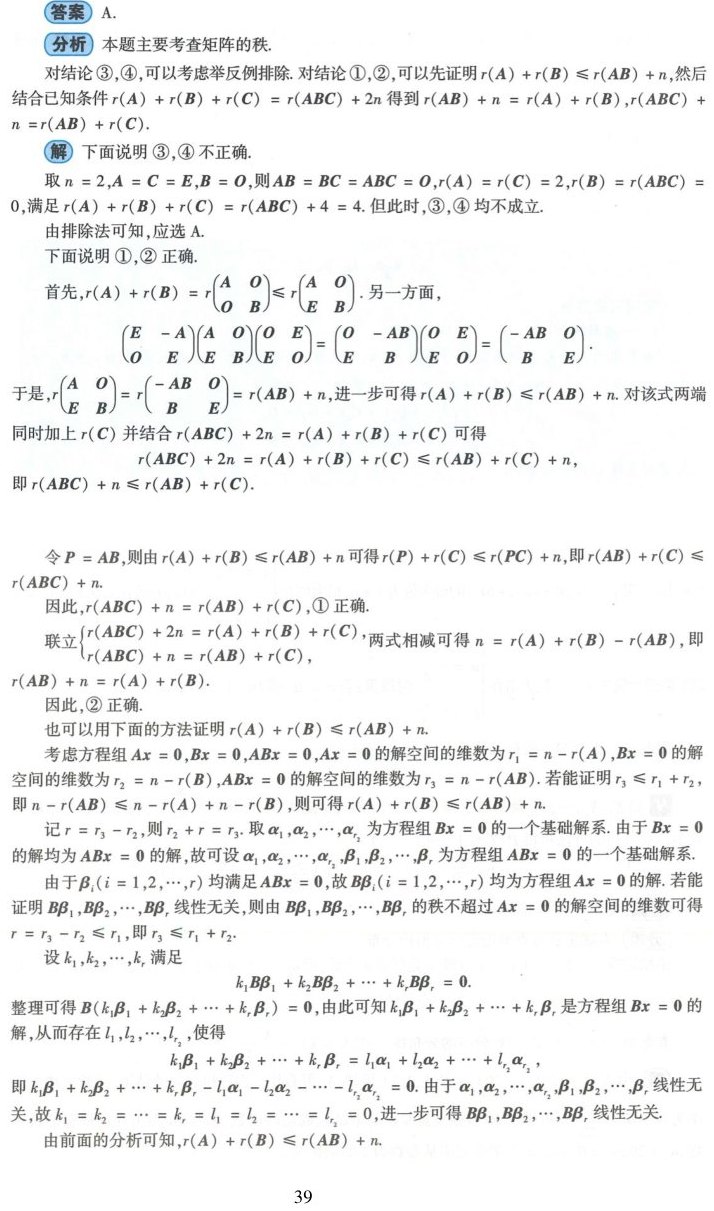 答案 A.
分析 本题主要考查矩阵的秩.
对结论③,④,可以考虑举反例排除. 对结论①,②,可以先证明 r(A) + r(B) ≤ r(AB) + n,然后
结合已知条件 r(A) + r(B) + r(C) = r(ABC) + 2n 得到 r(AB) + n = r(A) + r(B),r(ABC) +
n = r(AB) + r(C).
解 下面说明③,④不正确.
取 n = 2,A = C = E,B = O,则 AB = BC = ABC = O,r(A) = r(C) = 2,r(B) = r(ABC) =
0,满足 r(A) + r(B) + r(C) = r(ABC) + 4 = 4. 但此时,③,④均不成立.
由排除法可知,应选 A.
下面说明①,②正确.
首先,r(A) + r(B) = r(A O; O B) ≤ r(A O; E B). 另一方面,
(E −A; O E)(A O; E B)(O E; E O) = (O −AB; E B)(O E; E O) = (−AB O; B E).
于是,r(A O; E B) = r(−AB O; B E) = r(AB) + n,进一步可得 r(A) + r(B) ≤ r(AB) + n. 对该式两端
同时加上 r(C) 并结合 r(ABC) + 2n = r(A) + r(B) + r(C) 可得
r(ABC) + 2n = r(A) + r(B) + r(C) ≤ r(AB) + r(C) + n,
即 r(ABC) + n ≤ r(AB) + r(C).
令 P = AB,则由 r(A) + r(B) ≤ r(AB) + n 可得 r(P) + r(C) ≤ r(PC) + n,即 r(AB) + r(C) ≤
r(ABC) + n.
因此,r(ABC) + n = r(AB) + r(C),①正确.
联立{r(ABC) + 2n = r(A) + r(B) + r(C), r(ABC) + n = r(AB) + r(C), 两式相减可得 n = r(A) + r(B) − r(AB),即
r(AB) + n = r(A) + r(B).
因此,②正确.
也可以用下面的方法证明 r(A) + r(B) ≤ r(AB) + n.
考虑方程组 Ax = 0,Bx = 0,ABx = 0,Ax = 0 的解空间的维数为 r₁ = n − r(A),Bx = 0 的解
空间的维数为 r₂ = n − r(B),ABx = 0 的解空间的维数为 r₃ = n − r(AB). 若能证明 r₃ ≤ r₁ + r₂,
即 n − r(AB) ≤ n − r(A) + n − r(B),则可得 r(A) + r(B) ≤ r(AB) + n.
记 r = r₃ − r₂,则 r₂ + r = r₃. 取 α₁,α₂,⋯,α_{r₂} 为方程组 Bx = 0 的一个基础解系. 由于 Bx = 0
的解均为 ABx = 0 的解,故可设 α₁,α₂,⋯,α_{r₂},β₁,β₂,⋯,β_r 为方程组 ABx = 0 的一个基础解系.
由于 β_i(i = 1,2,⋯,r) 均满足 ABx = 0,故 Bβ_i(i = 1,2,⋯,r) 均为方程组 Ax = 0 的解. 若能
证明 Bβ₁,Bβ₂,⋯,Bβ_r 线性无关,则由 Bβ₁,Bβ₂,⋯,Bβ_r 的秩不超过 Ax = 0 的解空间的维数可得
r = r₃ − r₂ ≤ r₁,即 r₃ ≤ r₁ + r₂.
设 k₁,k₂,⋯,k_r 满足
k₁Bβ₁ + k₂Bβ₂ + ⋯ + k_rBβ_r = 0.
整理可得 B(k₁β₁ + k₂β₂ + ⋯ + k_rβ_r) = 0,由此可知 k₁β₁ + k₂β₂ + ⋯ + k_rβ_r 是方程组 Bx = 0 的
解,从而存在 l₁,l₂,⋯,l_{r₂},使得
k₁β₁ + k₂β₂ + ⋯ + k_rβ_r = l₁α₁ + l₂α₂ + ⋯ + l_{r₂}α_{r₂},
即 k₁β₁ + k₂β₂ + ⋯ + k_rβ_r − l₁α₁ − l₂α₂ − ⋯ − l_{r₂}α_{r₂} = 0. 由于 α₁,α₂,⋯,α_{r₂},β₁,β₂,⋯,β_r 线性无
关,故 k₁ = k₂ = ⋯ = k_r = l₁ = l₂ = ⋯ = l_{r₂} = 0,进一步可得 Bβ₁,Bβ₂,⋯,Bβ_r 线性无关.
由前面的分析可知,r(A) + r(B) ≤ r(AB) + n.
39